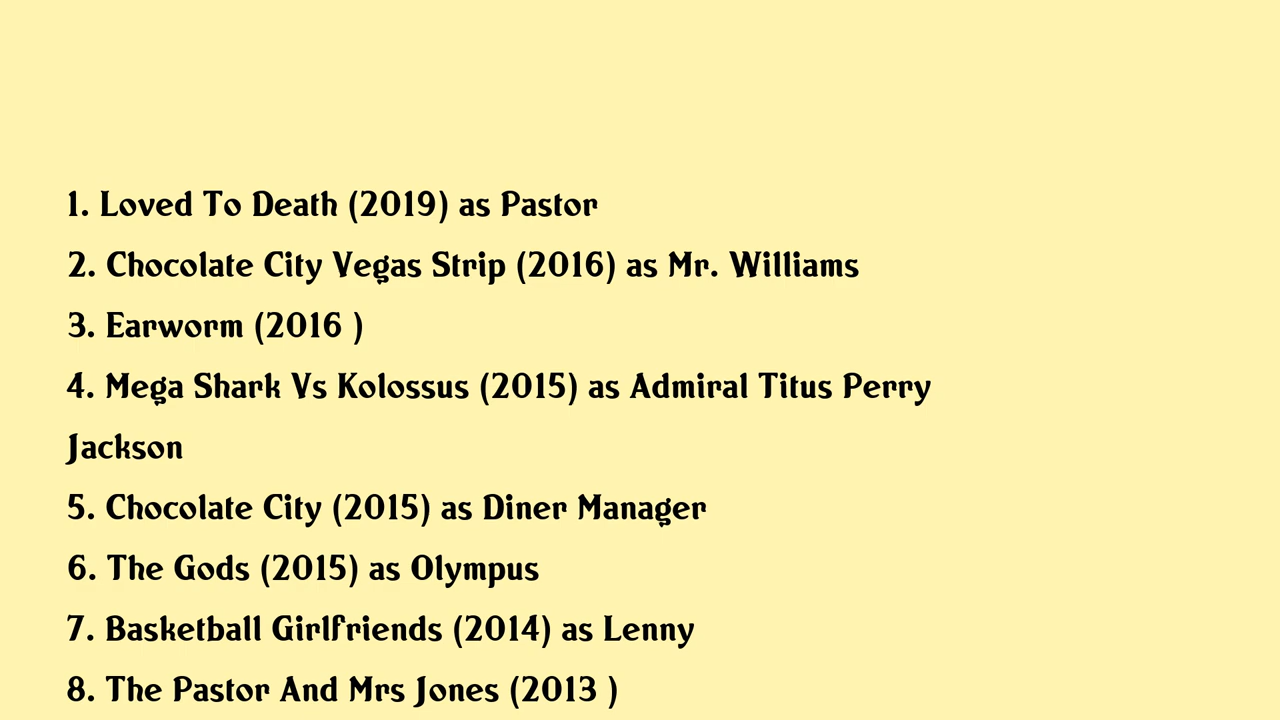 1. Loved To Death (2019) as Pastor
2. Chocolate City Vegas Strip (2016) as Mr. Williams
3. Earworm (2016 )
4. Mega Shark Vs Kolossus (2015) as Admiral Titus Perry
Jackson
5. Chocolate City (2015) as Diner Manager
6. The Gods (2015) as Olympus
7. Basketball Girlfriends (2014) as Lenny
8. The Pastor And Mrs Jones (2013 )